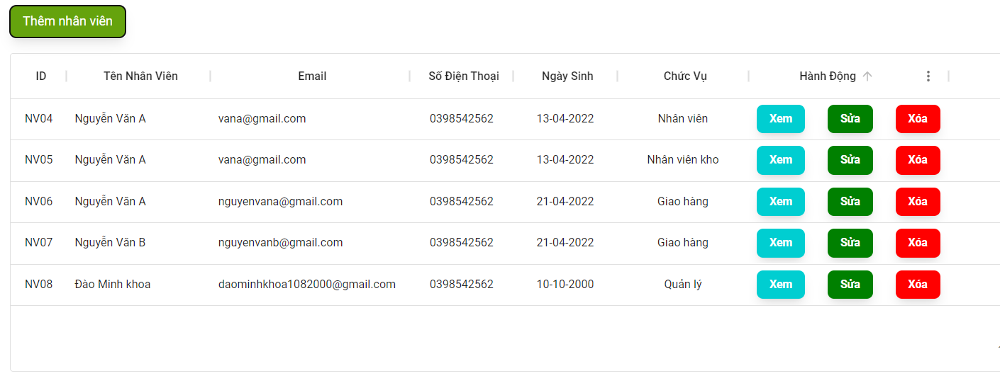 Thêm nhân viên
ID Tên Nhân Viên Email Số Điện Thoại Ngày Sinh Chức Vụ Hành Động
NV04 Nguyễn Văn A vana@gmail.com 0398542562 13-04-2022 Nhân viên Xem Sửa Xóa
NV05 Nguyễn Văn A vana@gmail.com 0398542562 13-04-2022 Nhân viên kho Xem Sửa Xóa
NV06 Nguyễn Văn A nguyenvana@gmail.com 0398542562 21-04-2022 Giao hàng Xem Sửa Xóa
NV07 Nguyễn Văn B nguyenvanb@gmail.com 0398542562 21-04-2022 Giao hàng Xem Sửa Xóa
NV08 Đào Minh khoa daominhkhoa1082000@gmail.com 0398542562 10-10-2000 Quản lý Xem Sửa Xóa